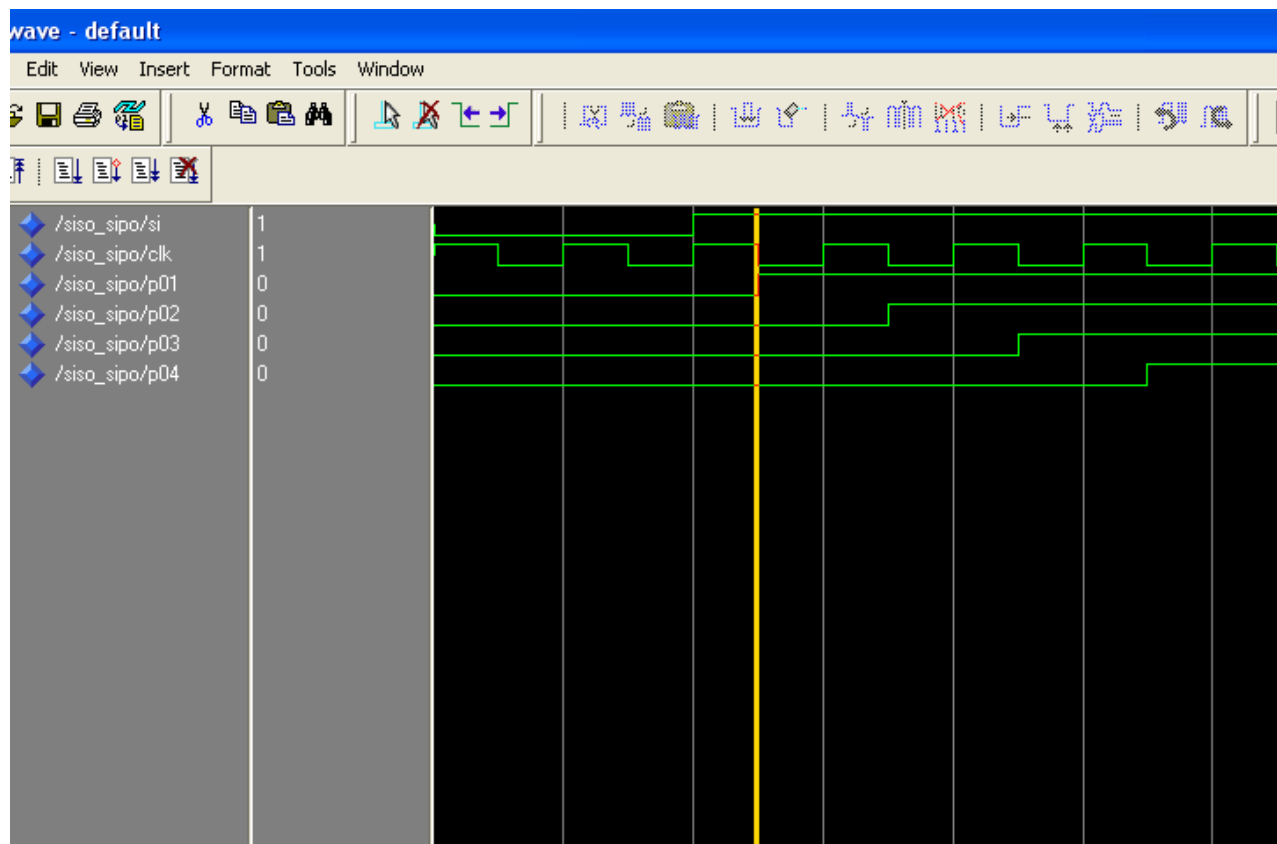 wave - default
Edit View Insert Format Tools Window
/siso_sipo/si 1
/siso_sipo/clk 1
/siso_sipo/p01 0
/siso_sipo/p02 0
/siso_sipo/p03 0
/siso_sipo/p04 0